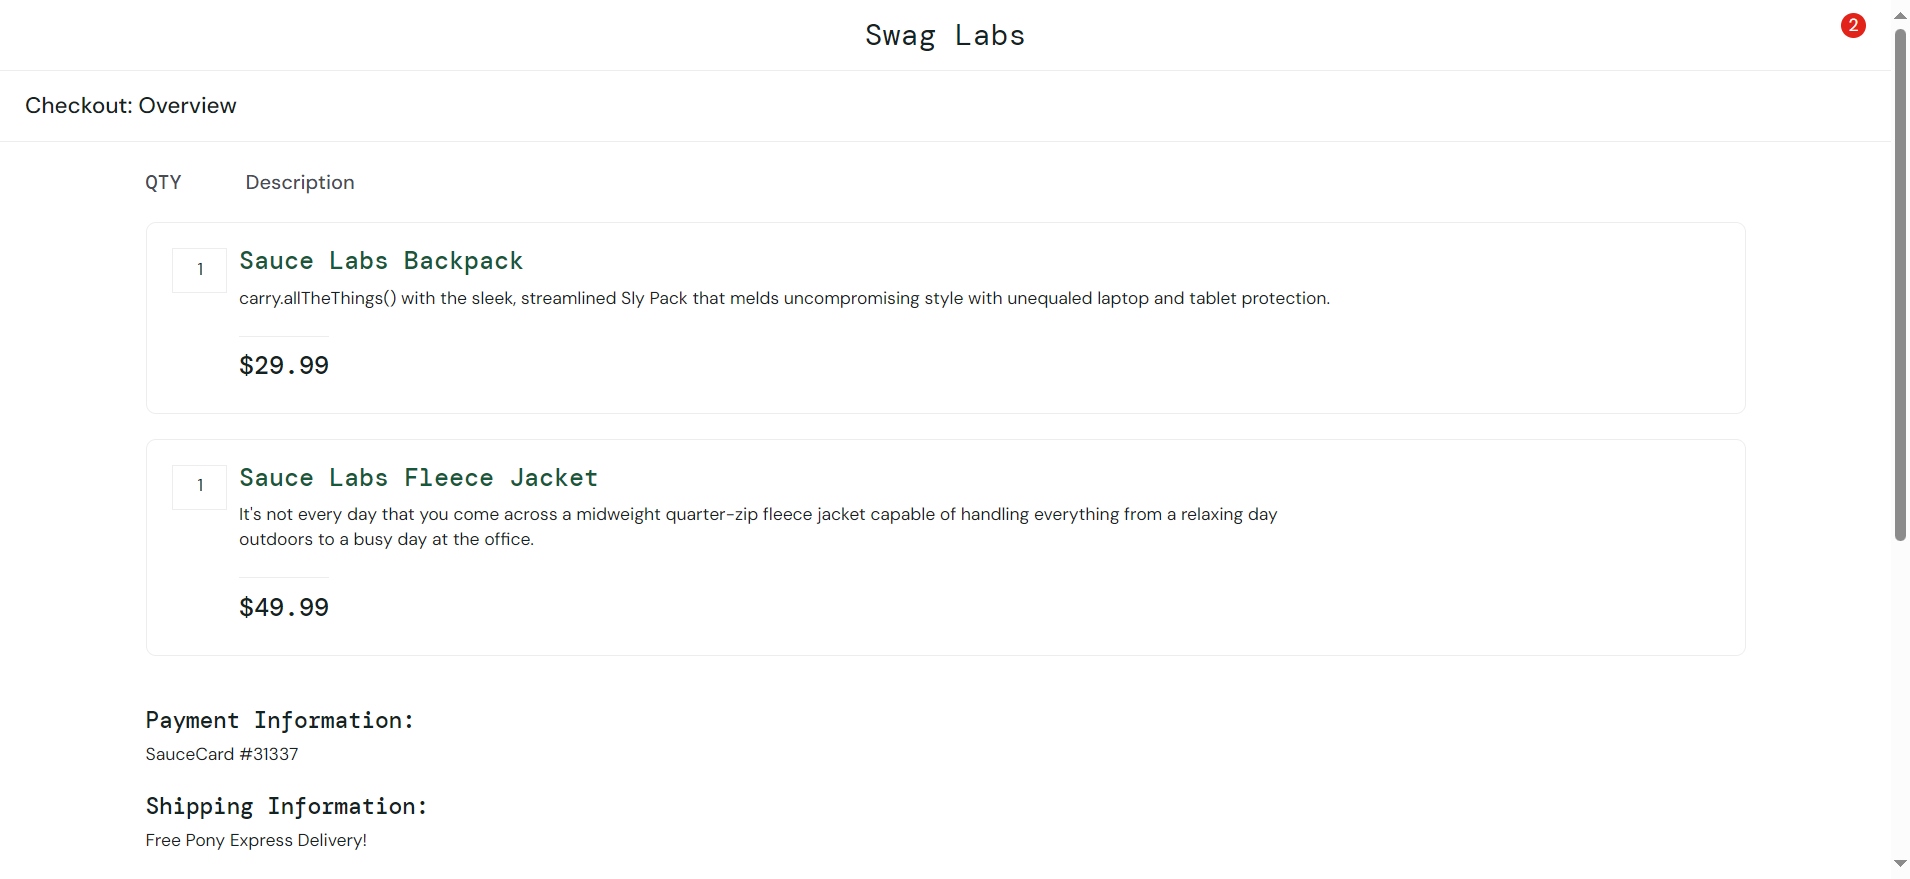 Swag Labs
2
Checkout: Overview
QTY Description
1
Sauce Labs Backpack
carry.allTheThings() with the sleek, streamlined Sly Pack that melds uncompromising style with unequaled laptop and tablet protection.
$29.99
1
Sauce Labs Fleece Jacket
It's not every day that you come across a midweight quarter-zip fleece jacket capable of handling everything from a relaxing day
outdoors to a busy day at the office.
$49.99
Payment Information:
SauceCard #31337
Shipping Information:
Free Pony Express Delivery!